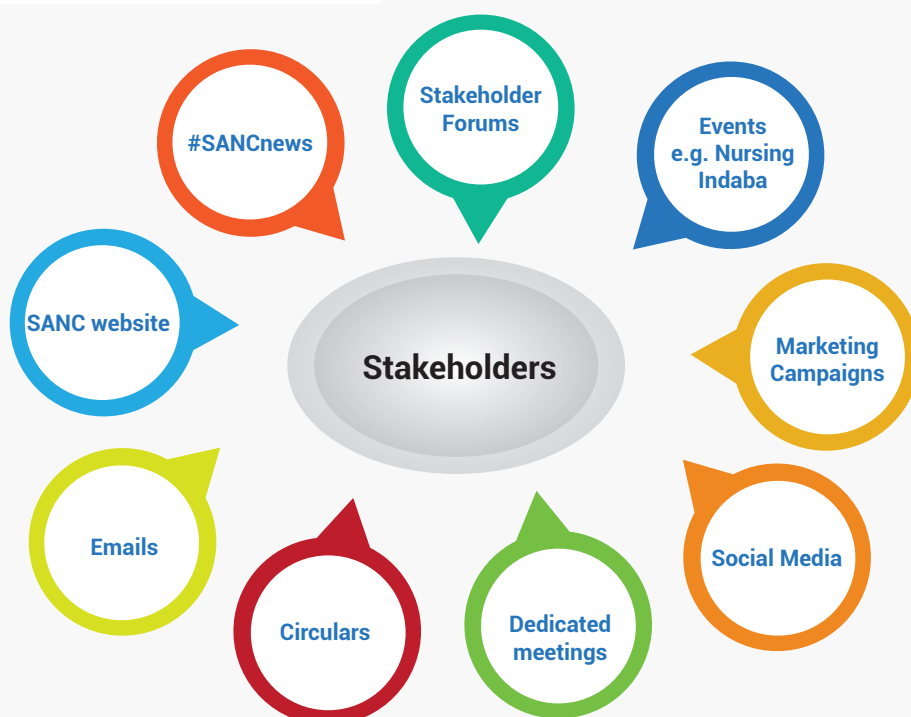 Stakeholder
Forums
#SANCnews
Events
e.g. Nursing
Indaba
SANC website
Stakeholders
Marketing
Campaigns
Emails
Social Media
Circulars
Dedicated
meetings